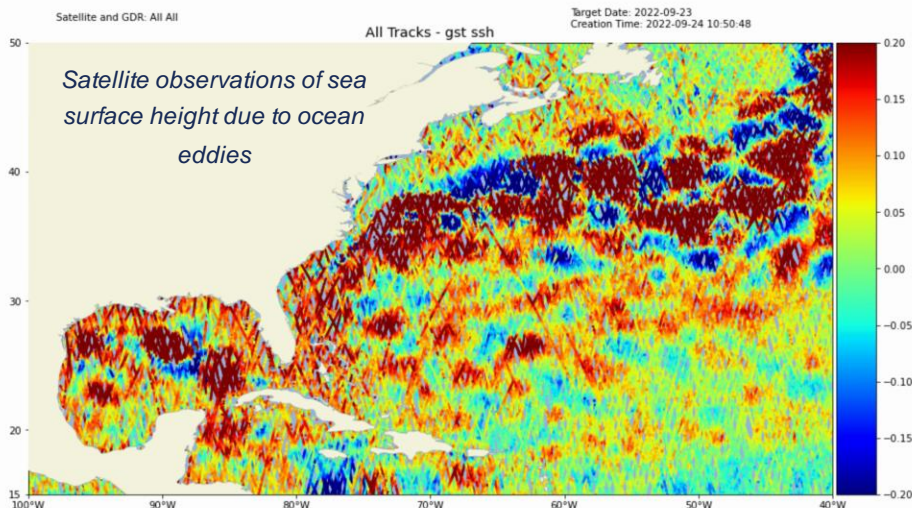 Satellite and GDR: All All
Target Date: 2022-09-23
Creation Time: 2022-09-24 10:50:48
All Tracks - gst ssh
Satellite observations of sea
surface height due to ocean
eddies
50
40
30
20
15
100°W
90°W
80°W
70°W
60°W
50°W
40°W
0.20
0.15
0.10
0.05
0.00
−0.05
−0.10
−0.15
−0.20